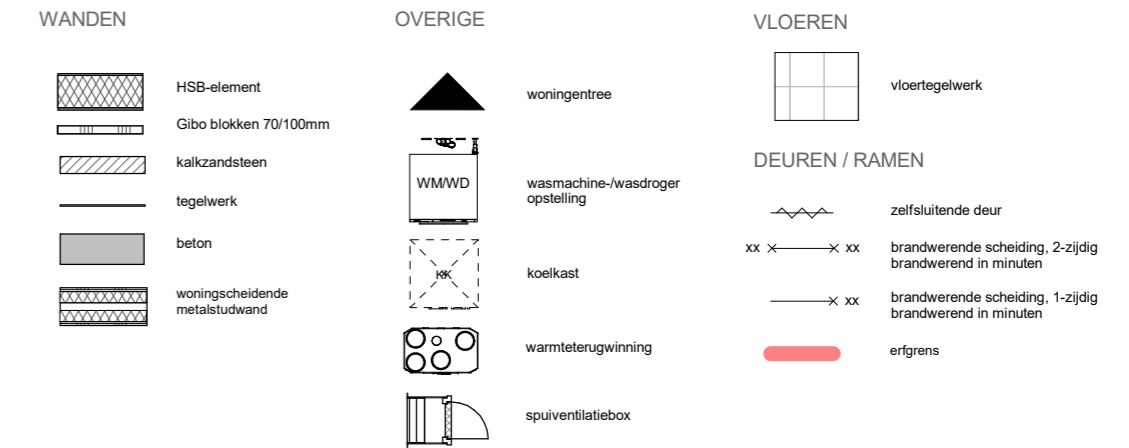 WANDEN
HSB-element
Gibo blokken 70/100mm
kalkzandsteen
tegelwerk
beton
woningscheidende
metalstudwand
OVERIGE
woningentree
WM/WD
wasmachine-/wasdroger
opstelling
KK
koelkast
warmteterugwinning
spuiventilatiebox
VLOEREN
vloertegelwerk
DEUREN / RAMEN
zelfsluitende deur
xx xx
brandwerende scheiding, 2-zijdig
brandwerend in minuten
xx
brandwerende scheiding, 1-zijdig
brandwerend in minuten
erfgrens